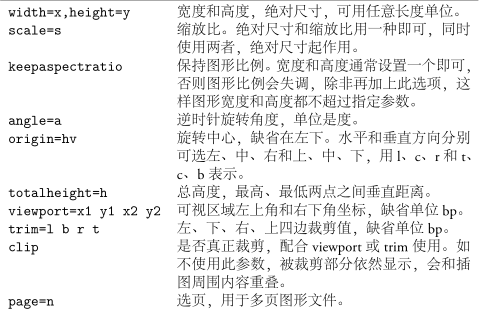 width=x,height=y 宽度和高度，绝对尺寸，可用任意长度单位。
scale=s 缩放比。绝对尺寸和缩放比用一种即可，同时
使用两者，绝对尺寸起作用。
keepaspectratio 保持图形比例。宽度和高度通常设置一个即可，
否则图形比例会失调，除非再加上此选项，这
样图形宽度和高度都不超过指定参数。
angle=a 逆时针旋转角度，单位是度。
origin=hv 旋转中心，缺省在左下。水平和垂直方向分别
可选左、中、右和上、中、下，用 l、c、r 和 t、
c、b 表示。
totalheight=h 总高度，最高、最低两点之间垂直距离。
viewport=x1 y1 x2 y2 可视区域左上角和右下角坐标，缺省单位 bp。
trim=l b r t 左、下、右、上四边裁剪值，缺省单位 bp。
clip 是否真正裁剪，配合 viewport 或 trim 使用。如
不使用此参数，被裁剪部分依然显示，会和插
图周围内容重叠。
page=n 选页，用于多页图形文件。